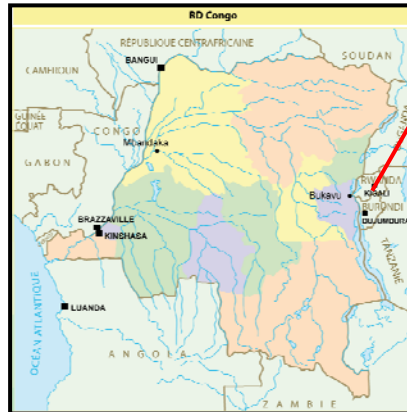 RD Congo
RÉPUBLIQUE CENTRAFRICAINE
SOUDAN
BANGUI
CAMEROUN
GUINÉE
ÉQUAT
CONGO
Mbandaka
GABON
RWANDA
Bukavu
KIGALI
BURUNDI
BUJUMBURA
BRAZZAVILLE
KINSHASA
TANZANIE
LUANDA
OCÉAN ATLANTIQUE
ANGOLA
ZAMBIE